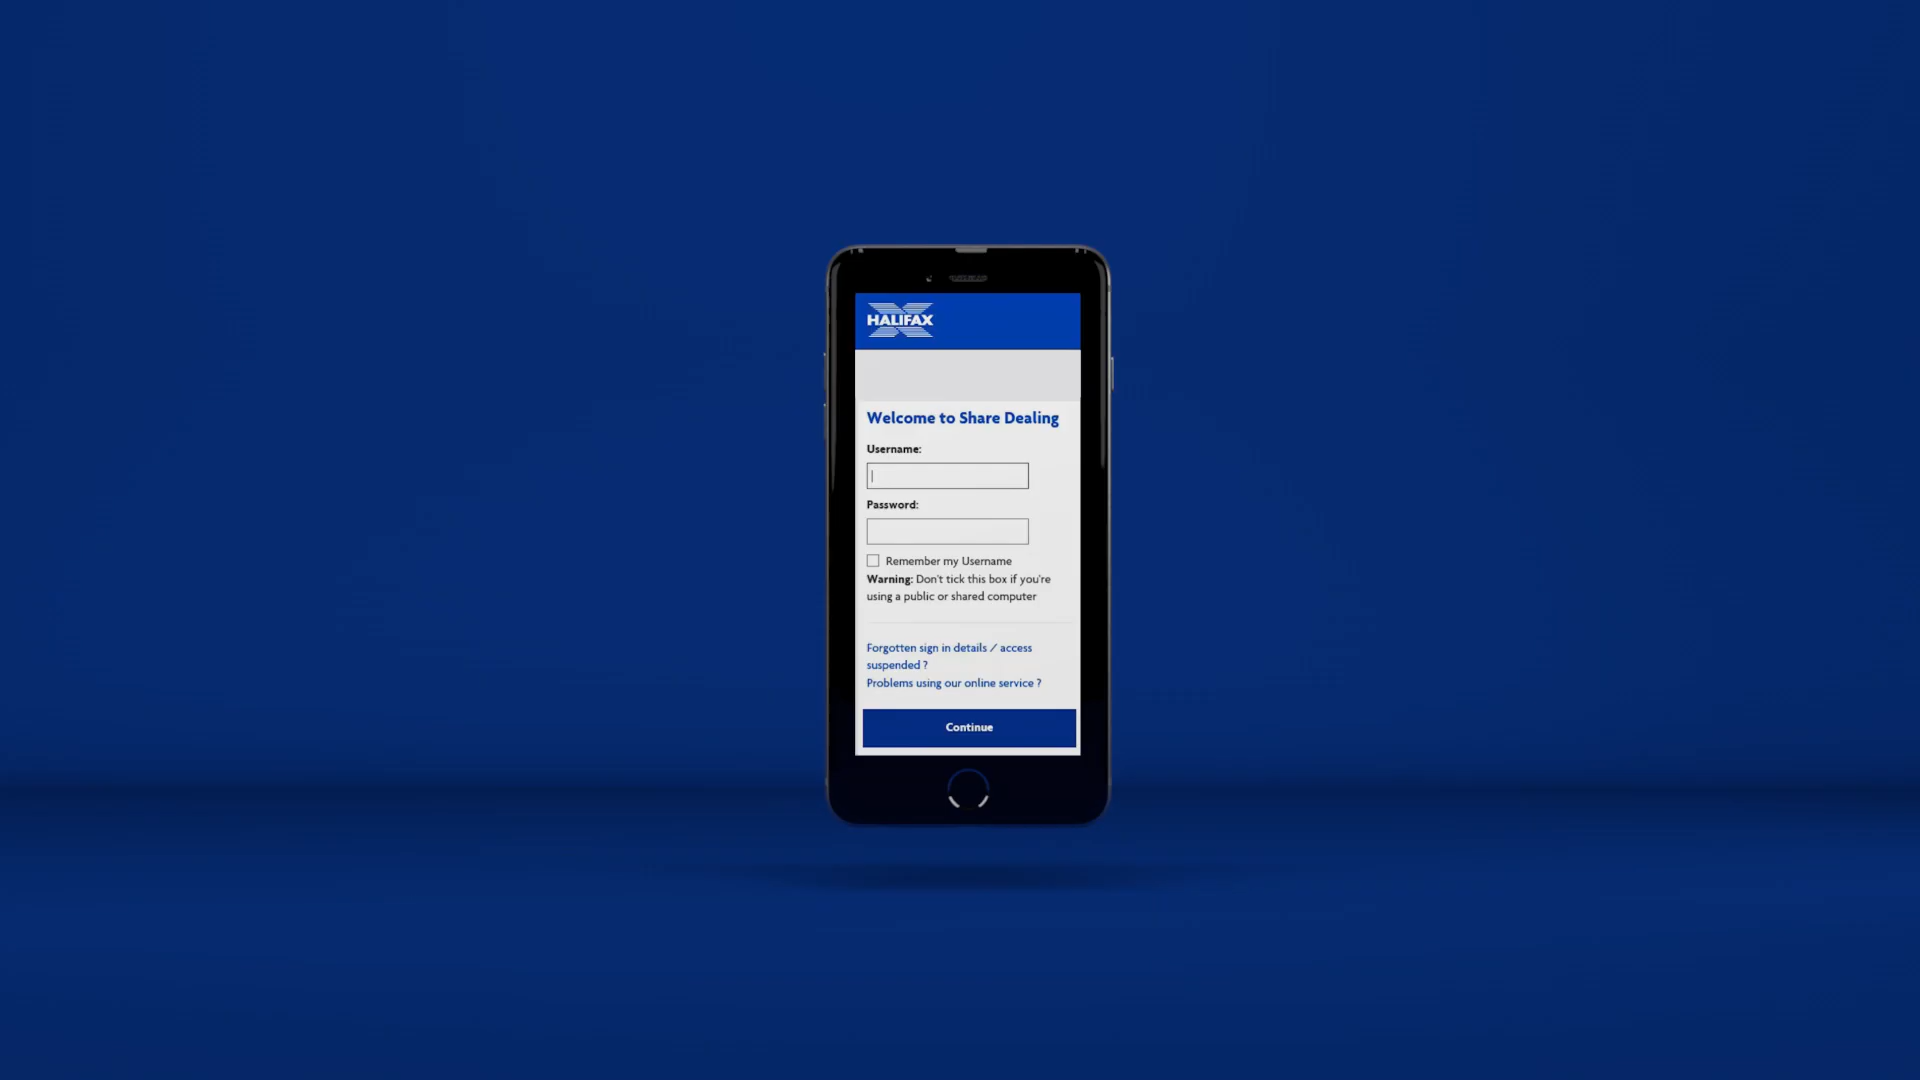 HALIFAX
Welcome to Share Dealing
Username:
Password:
Remember my Username
Warning: Don't tick this box if you're
using a public or shared computer
Forgotten sign in details / access
suspended ?
Problems using our online service ?
Continue